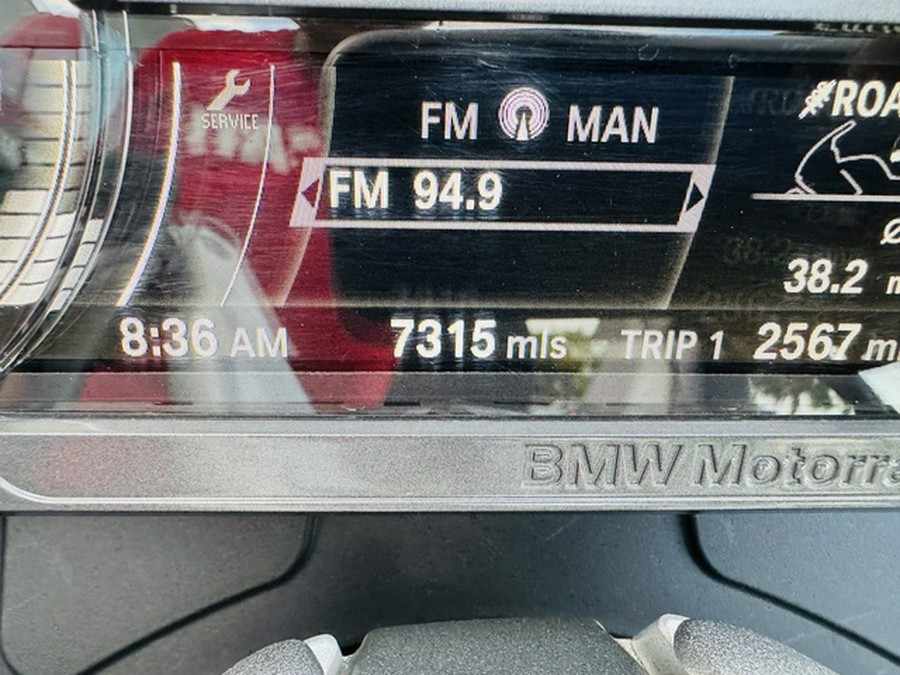 SERVICE
FM MAN
FM 94.9
38.2
8:36 AM 7315 mls TRIP 1 2567 m
BMW Motorra